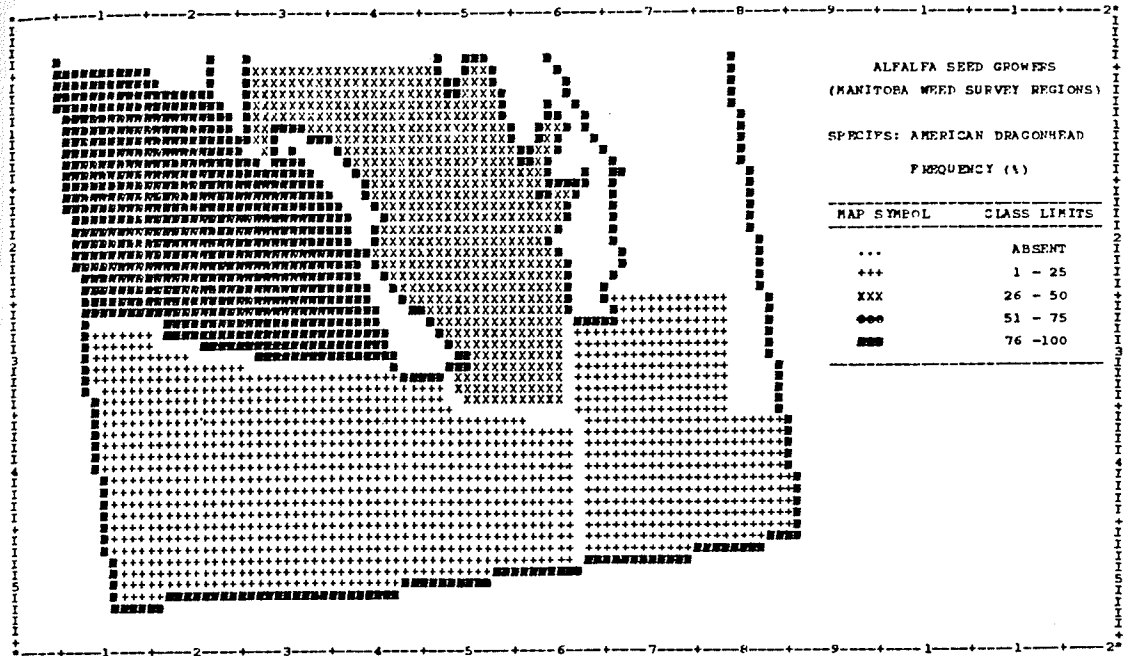 ALFALFA SEED GROWERS
(MANITOBA WEED SURVEY REGIONS)
SPECIES: AMERICAN DRAGONHEAD
FREQUENCY (%)
MAP SYMBOL CLASS LIMITS
... ABSENT
+++ 1 - 25
XXX 26 - 50
51 - 75
76 -100